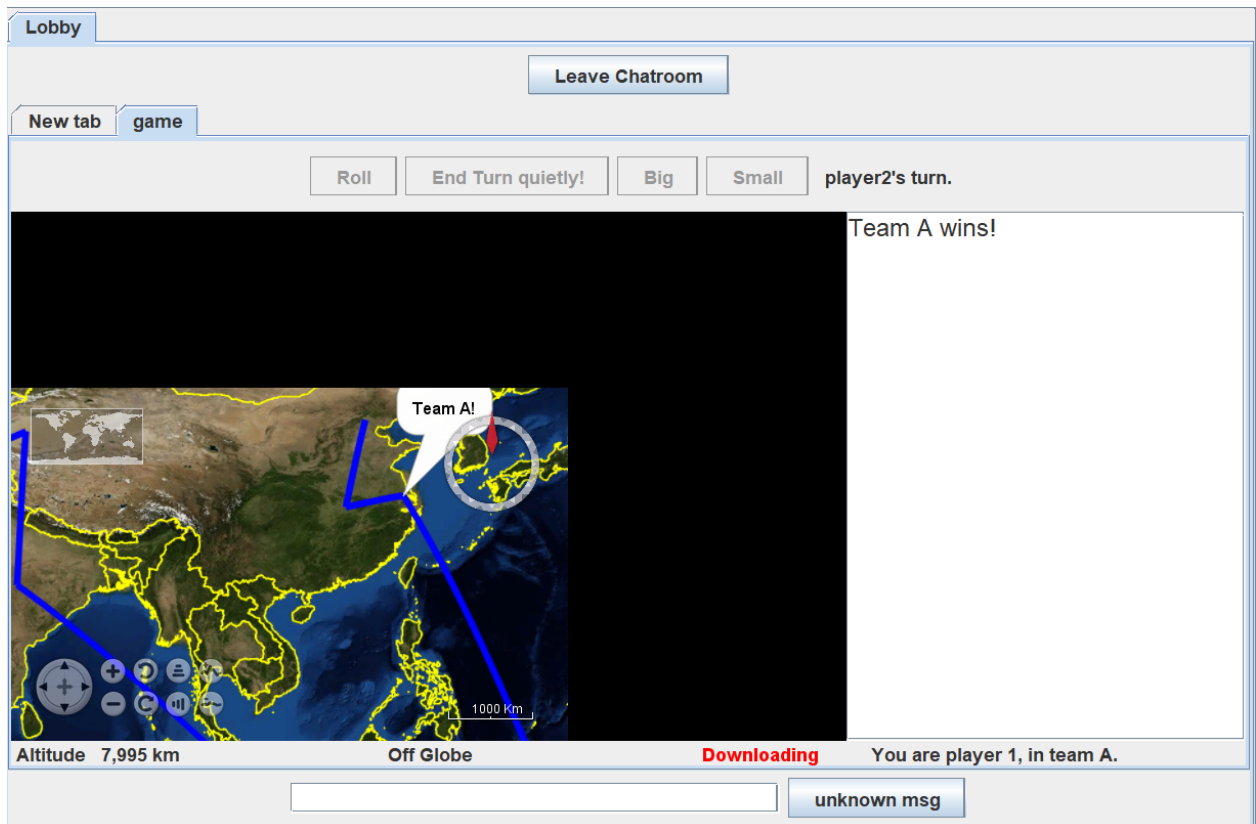 Lobby
Leave Chatroom
New tab game
Roll End Turn quietly! Big Small player2's turn.
Team A wins!
Team A!
1000 Km
Altitude 7,995 km Off Globe Downloading You are player 1, in team A.
unknown msg